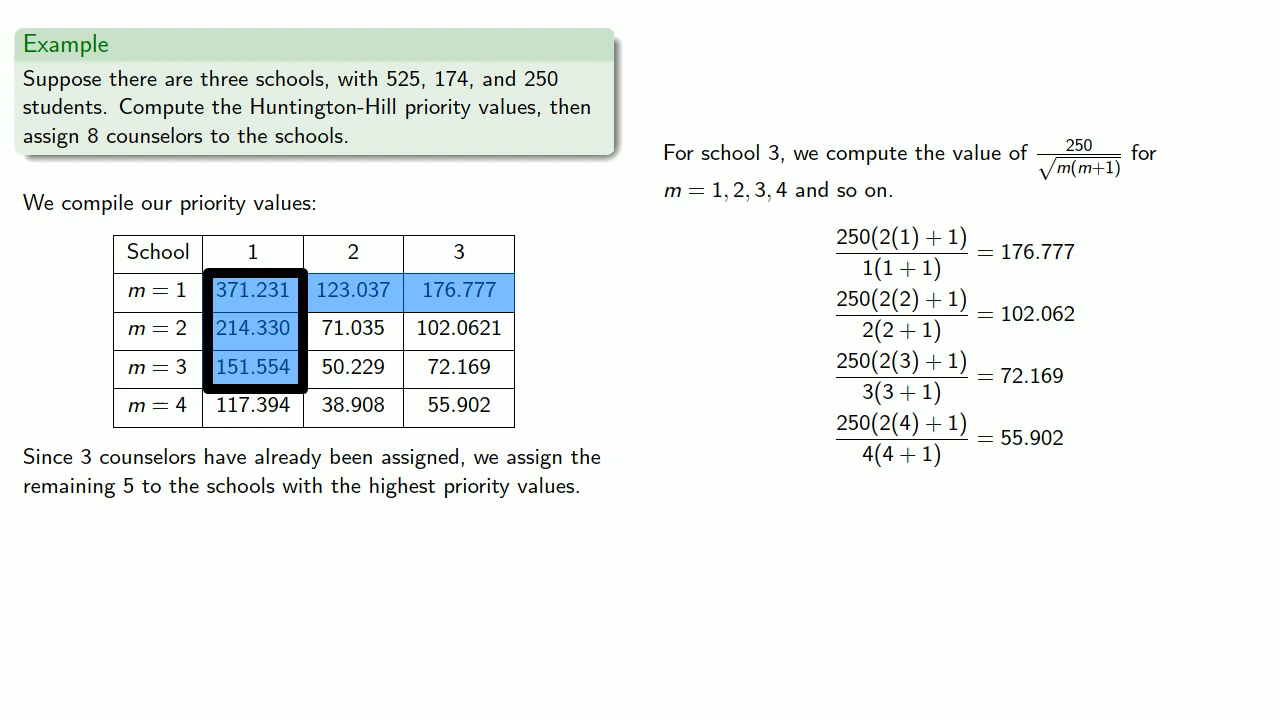 Example
Suppose there are three schools, with 525, 174, and 250
students. Compute the Huntington-Hill priority values, then
assign 8 counselors to the schools.
We compile our priority values:
School 1 2 3
m = 1 371.231 123.037 176.777
m = 2 214.330 71.035 102.0621
m = 3 151.554 50.229 72.169
m = 4 117.394 38.908 55.902
Since 3 counselors have already been assigned, we assign the
remaining 5 to the schools with the highest priority values.
For school 3, we compute the value of 250/√m(m+1) for
m = 1, 2, 3, 4 and so on.
250(2(1) + 1)/1(1 + 1) = 176.777
250(2(2) + 1)/2(2 + 1) = 102.062
250(2(3) + 1)/3(3 + 1) = 72.169
250(2(4) + 1)/4(4 + 1) = 55.902